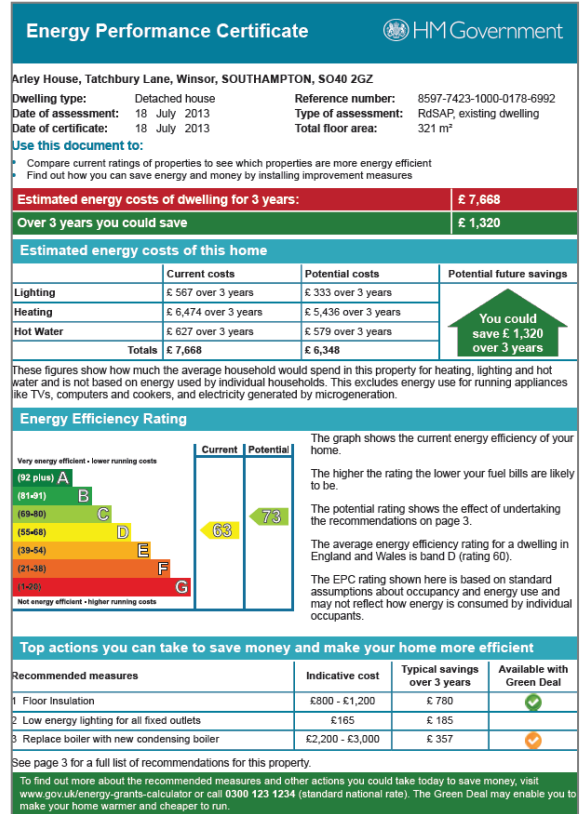 Energy Performance Certificate
HM Government
Arley House, Tatchbury Lane, Winsor, SOUTHAMPTON, SO40 2GZ
Dwelling type: Detached house
Date of assessment: 18 July 2013
Date of certificate: 18 July 2013
Reference number: 8597-7423-1000-0178-6992
Type of assessment: RdSAP, existing dwelling
Total floor area: 321 m²
Use this document to:
• Compare current ratings of properties to see which properties are more energy efficient
• Find out how you can save energy and money by installing improvement measures
Estimated energy costs of dwelling for 3 years: £ 7,668
Over 3 years you could save £ 1,320
Estimated energy costs of this home
Current costs Potential costs Potential future savings
Lighting £ 567 over 3 years £ 333 over 3 years
Heating £ 6,474 over 3 years £ 5,436 over 3 years
Hot Water £ 627 over 3 years £ 579 over 3 years
Totals £ 7,668 £ 6,348
You could
save £ 1,320
over 3 years
These figures show how much the average household would spend in this property for heating, lighting and hot
water and is not based on energy used by individual households. This excludes energy use for running appliances
like TVs, computers and cookers, and electricity generated by microgeneration.
Energy Efficiency Rating
Current Potential
Very energy efficient - lower running costs
(92 plus) A
(81-91) B
(69-80) C
(55-68) D
(39-54) E
(21-38) F
(1-20) G
Not energy efficient - higher running costs
63
73
The graph shows the current energy efficiency of your
home.
The higher the rating the lower your fuel bills are likely
to be.
The potential rating shows the effect of undertaking
the recommendations on page 3.
The average energy efficiency rating for a dwelling in
England and Wales is band D (rating 60).
The EPC rating shown here is based on standard
assumptions about occupancy and energy use and
may not reflect how energy is consumed by individual
occupants.
Top actions you can take to save money and make your home more efficient
Recommended measures Indicative cost Typical savings over 3 years Available with Green Deal
1 Floor Insulation £800 - £1,200 £ 780
2 Low energy lighting for all fixed outlets £165 £ 185
3 Replace boiler with new condensing boiler £2,200 - £3,000 £ 357
See page 3 for a full list of recommendations for this property.
To find out more about the recommended measures and other actions you could take today to save money, visit
www.gov.uk/energy-grants-calculator or call 0300 123 1234 (standard national rate). The Green Deal may enable you to
make your home warmer and cheaper to run.